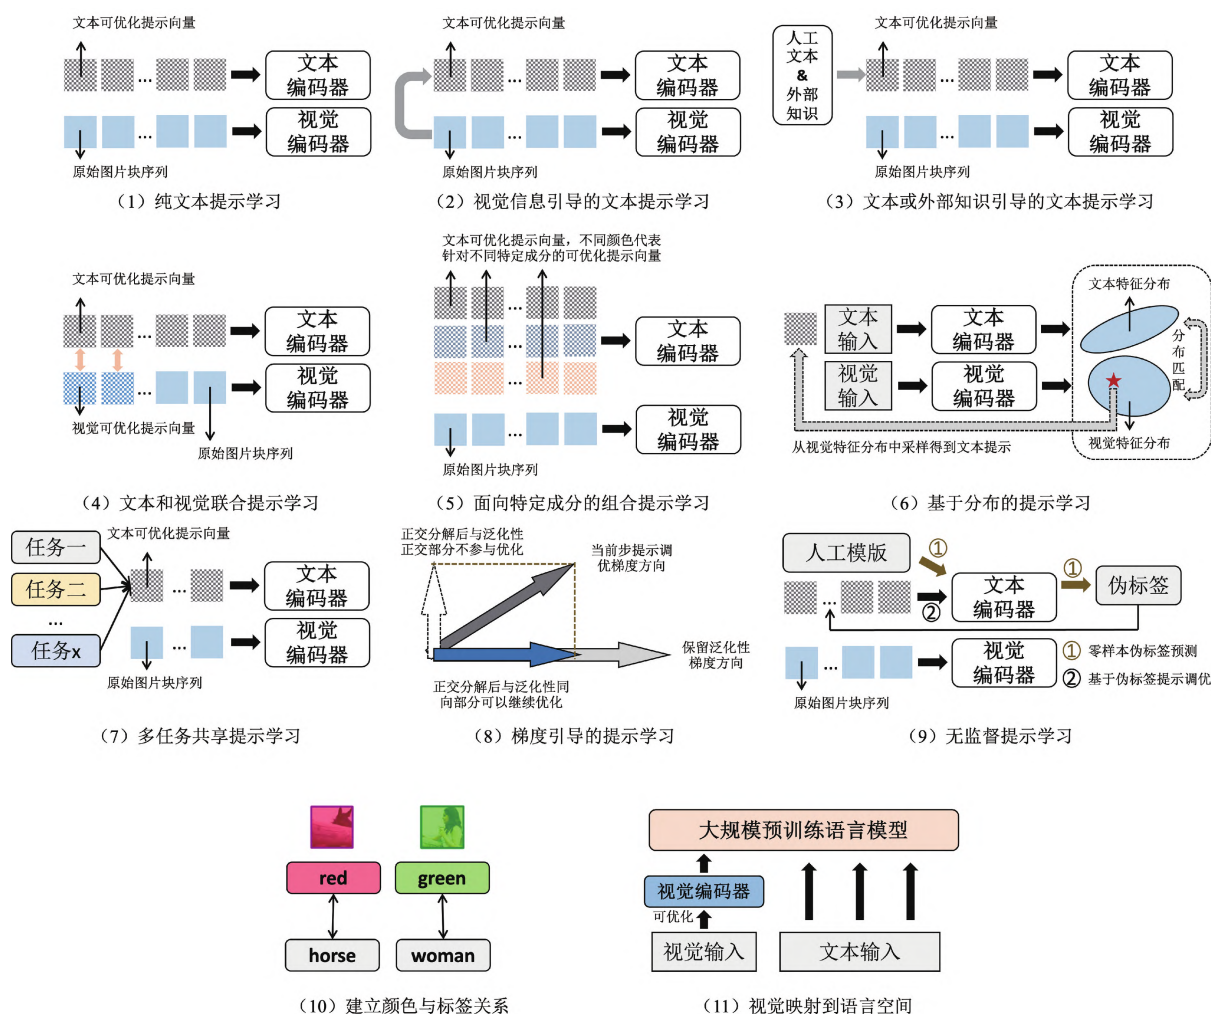 文本可优化提示向量
文本
编码器
...
视觉
编码器
...
原始图片块序列
（1）纯文本提示学习
文本可优化提示向量
文本
编码器
...
视觉
编码器
...
原始图片块序列
（2）视觉信息引导的文本提示学习
人工
文本
&
外部
知识
文本可优化提示向量
文本
编码器
...
视觉
编码器
...
原始图片块序列
（3）文本或外部知识引导的文本提示学习
文本可优化提示向量
文本
编码器
...
视觉
编码器
...
视觉可优化提示向量
原始图片块序列
（4）文本和视觉联合提示学习
文本可优化提示向量，不同颜色代表
针对不同特定成分的可优化提示向量
...
...
文本
编码器
...
视觉
编码器
...
原始图片块序列
（5）面向特定成分的组合提示学习
文本特征分布
文本
输入
文本
编码器
分布匹配
视觉
输入
视觉
编码器
视觉特征分布
从视觉特征分布中采样得到文本提示
（6）基于分布的提示学习
任务一
任务二
...
任务x
文本可优化提示向量
文本
编码器
...
视觉
编码器
...
原始图片块序列
（7）多任务共享提示学习
正交分解后与泛化性
正交部分不参与优化
当前步提示调
优梯度方向
保留泛化性
梯度方向
正交分解后与泛化性同
向部分可以继续优化
（8）梯度引导的提示学习
人工模版
①
①
文本
编码器
伪标签
...
②
视觉
编码器
...
① 零样本伪标签预测
② 基于伪标签提示调优
原始图片块序列
（9）无监督提示学习
red
green
horse
woman
（10）建立颜色与标签关系
大规模预训练语言模型
视觉编码器
可优化
视觉输入
文本输入
（11）视觉映射到语言空间